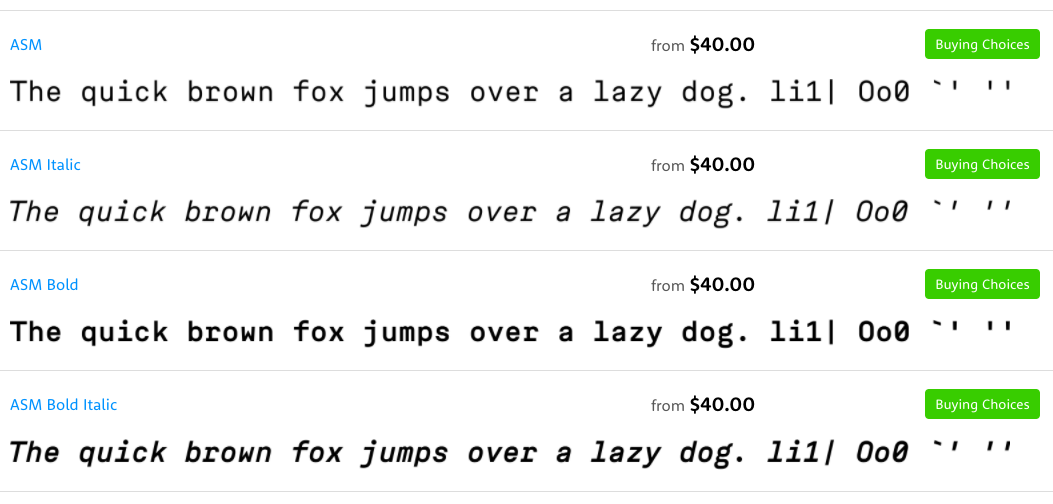 ASM from $40.00 Buying Choices
The quick brown fox jumps over a lazy dog. li1| Oo0 `' ''
ASM Italic from $40.00 Buying Choices
The quick brown fox jumps over a lazy dog. li1| Oo0 `' ''
ASM Bold from $40.00 Buying Choices
The quick brown fox jumps over a lazy dog. li1| Oo0 `' ''
ASM Bold Italic from $40.00 Buying Choices
The quick brown fox jumps over a lazy dog. li1| Oo0 `' ''